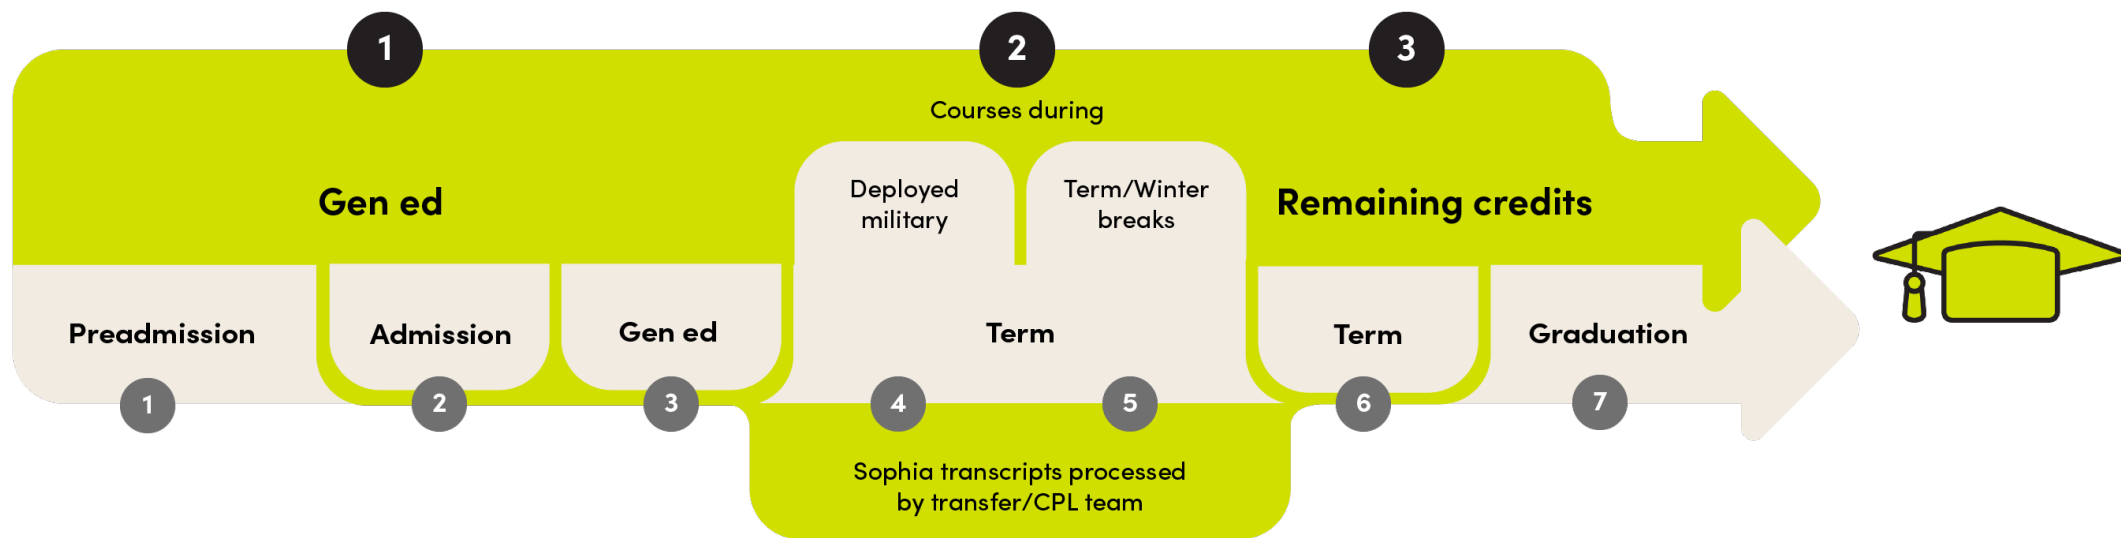 1
2
3
Courses during
Gen ed
Deployed
military
Term/Winter
breaks
Remaining credits
Preadmission
Admission
Gen ed
Term
Term
Graduation
1
2
3
4
5
6
7
Sophia transcripts processed
by transfer/CPL team